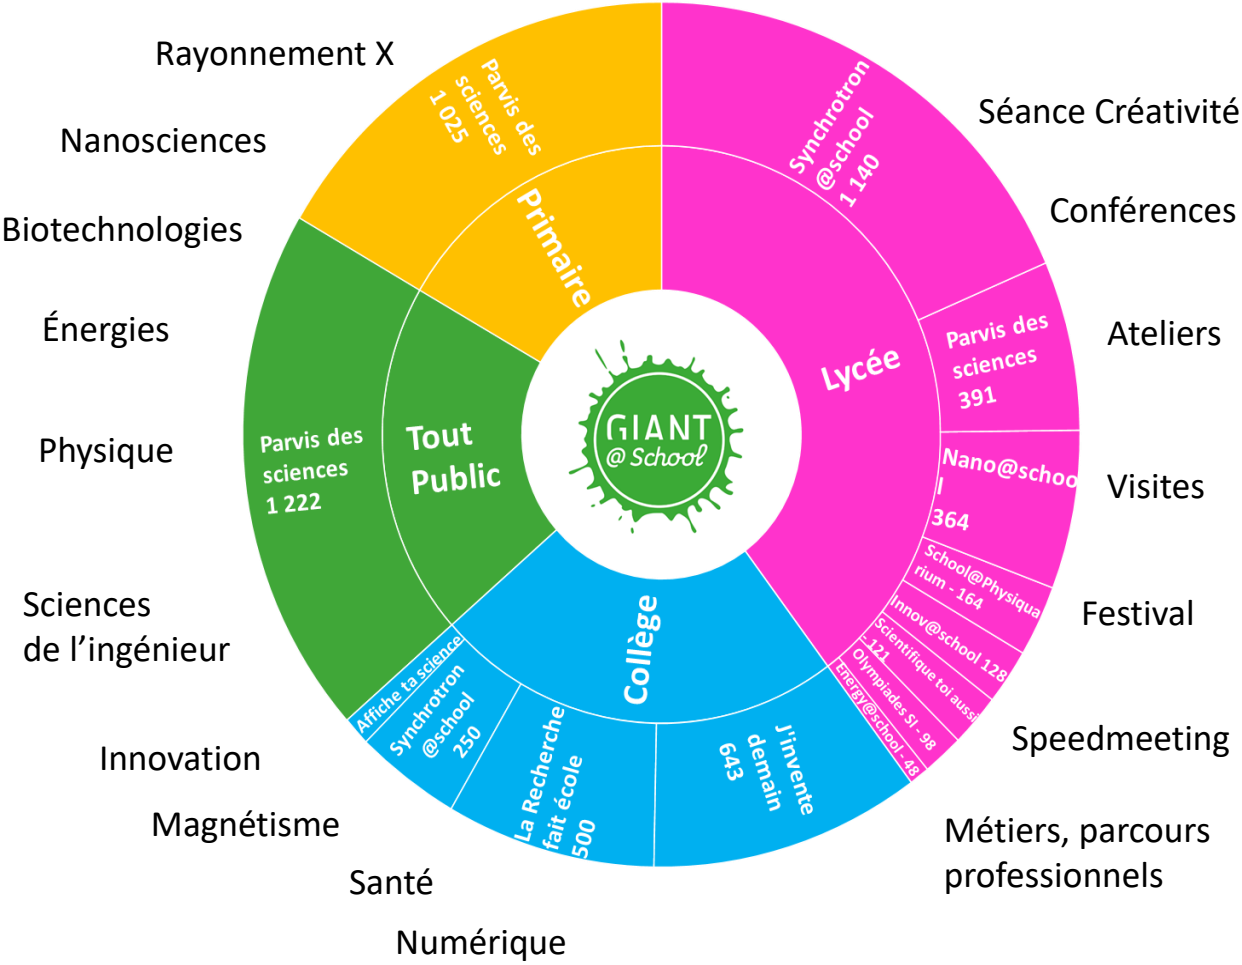 Rayonnement X
Nanosciences
Biotechnologies
Énergies
Physique
Sciences
de l’ingénieur
Innovation
Magnétisme
Santé
Numérique
Parvis des
sciences
1 025
Primaire
Parvis des
sciences
1 222
Tout
Public
GIANT
@ School
Lycée
Synchrotron
@school
1 140
Parvis des
sciences
391
Nano@schoo
l
364
School@Physiqua
rium - 164
Innov@school 128
Scientifique toi aussi
- 121
Olympiades SI - 98
Energy@school - 48
Collège
J'invente
demain
643
La Recherche
fait école
500
Synchrotron
@school
250
Affiche ta science
Séance Créativité
Conférences
Ateliers
Visites
Festival
Speedmeeting
Métiers, parcours
professionnels